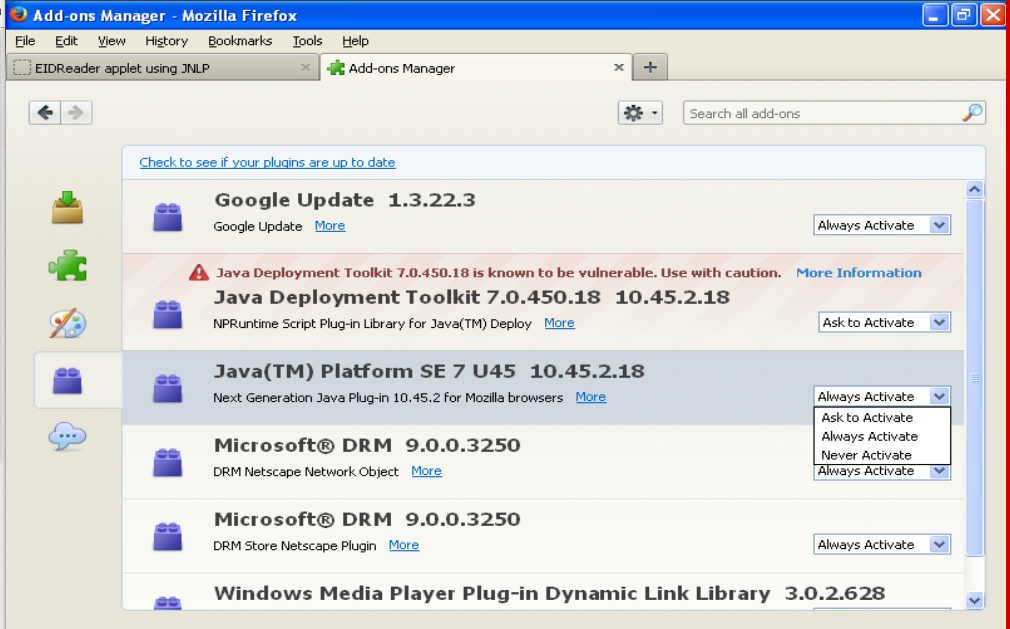 Add-ons Manager - Mozilla Firefox
File Edit View History Bookmarks Tools Help
EIDReader applet using JNLP
Add-ons Manager
Search all add-ons
Check to see if your plugins are up to date
Google Update 1.3.22.3
Google Update More
Always Activate
Java Deployment Toolkit 7.0.450.18 is known to be vulnerable. Use with caution. More Information
Java Deployment Toolkit 7.0.450.18 10.45.2.18
NPRuntime Script Plug-in Library for Java(TM) Deploy More
Ask to Activate
Java(TM) Platform SE 7 U45 10.45.2.18
Next Generation Java Plug-in 10.45.2 for Mozilla browsers More
Always Activate
Ask to Activate
Always Activate
Never Activate
Microsoft® DRM 9.0.0.3250
DRM Netscape Network Object More
Always Activate
Microsoft® DRM 9.0.0.3250
DRM Store Netscape Plugin More
Always Activate
Windows Media Player Plug-in Dynamic Link Library 3.0.2.628